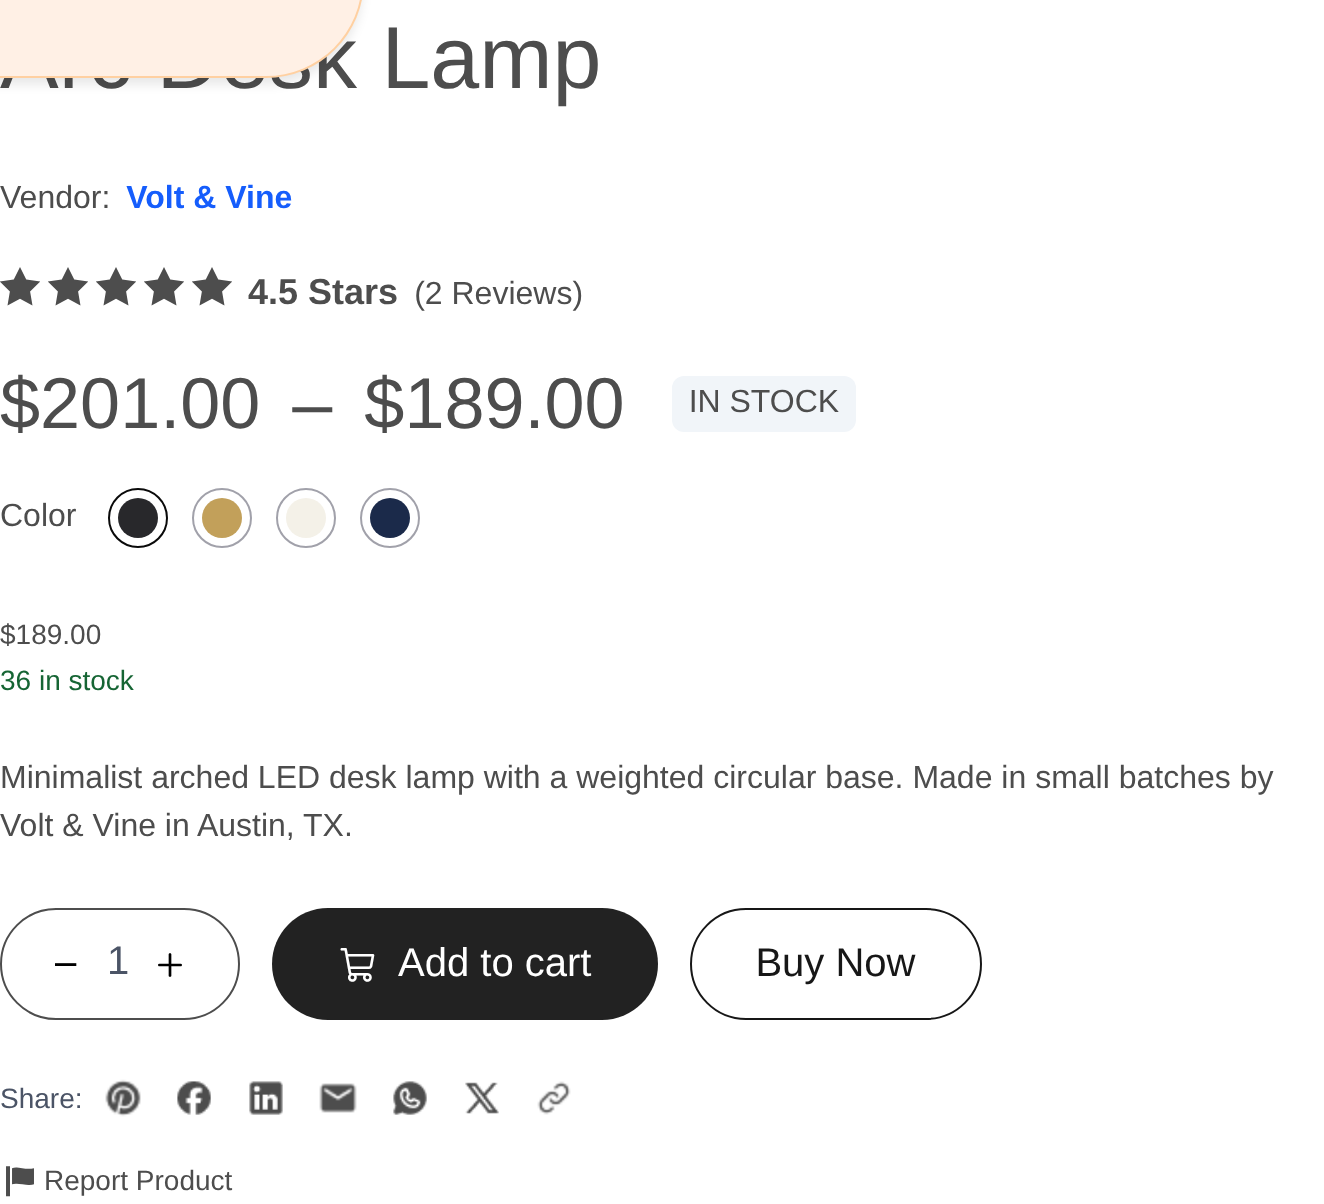 Arc Desk Lamp
Vendor: Volt & Vine
4.5 Stars (2 Reviews)
$201.00 – $189.00 IN STOCK
Color
$189.00
36 in stock
Minimalist arched LED desk lamp with a weighted circular base. Made in small batches by
Volt & Vine in Austin, TX.
1 Add to cart Buy Now
Share:
Report Product